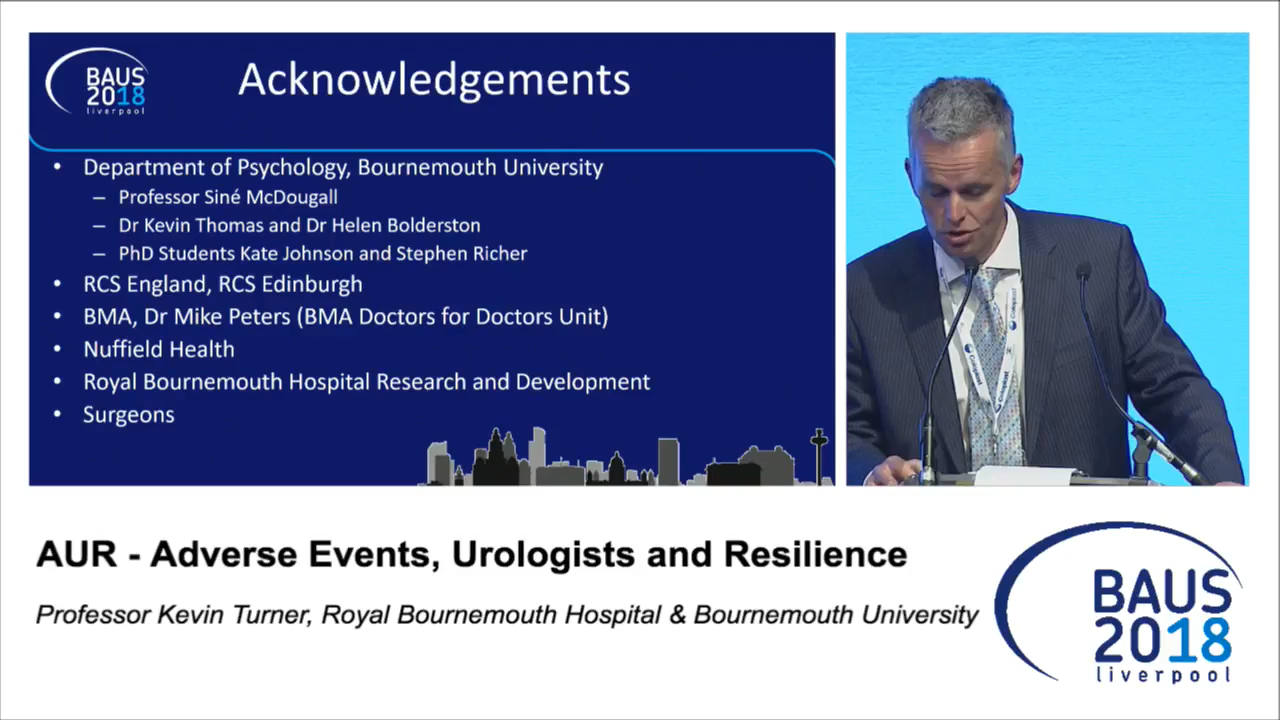 BAUS
2018
liverpool
Acknowledgements
• Department of Psychology, Bournemouth University
– Professor Siné McDougall
– Dr Kevin Thomas and Dr Helen Bolderston
– PhD Students Kate Johnson and Stephen Richer
• RCS England, RCS Edinburgh
• BMA, Dr Mike Peters (BMA Doctors for Doctors Unit)
• Nuffield Health
• Royal Bournemouth Hospital Research and Development
• Surgeons
Coloplast
Coloplast
AUR - Adverse Events, Urologists and Resilience
Professor Kevin Turner, Royal Bournemouth Hospital & Bournemouth University
BAUS
2018
liverpool